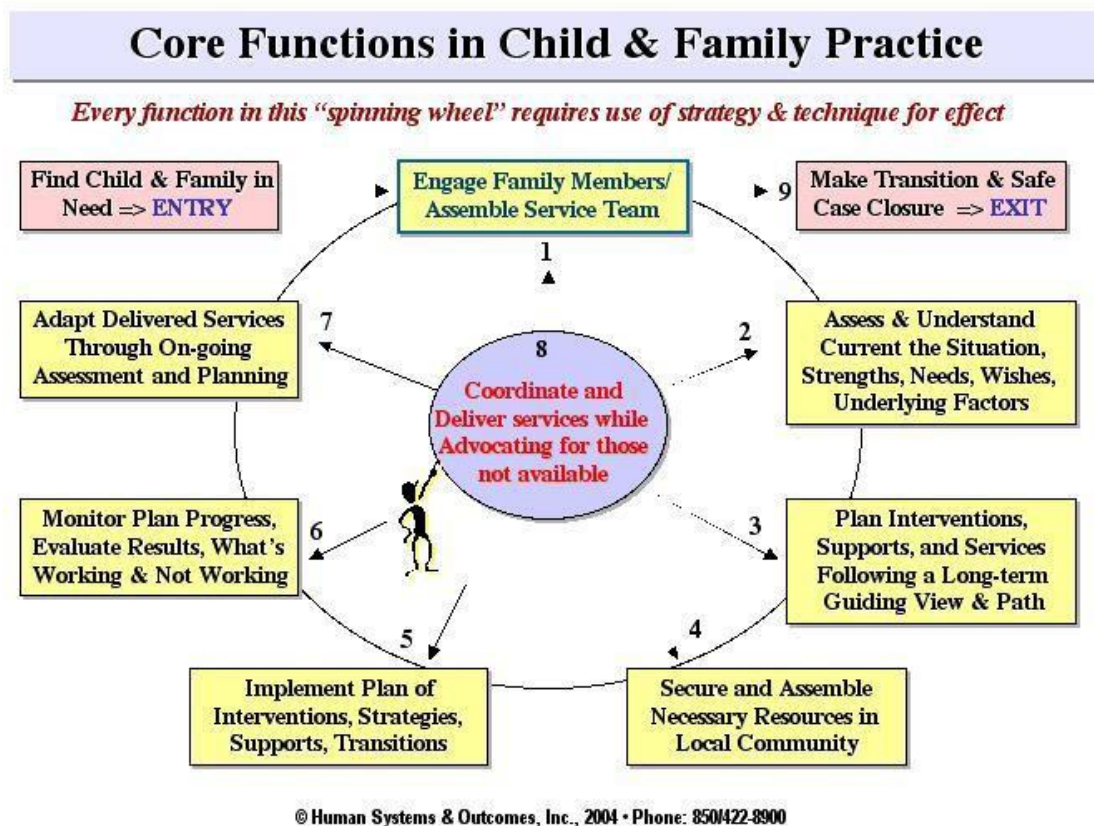 Core Functions in Child & Family Practice
Every function in this “spinning wheel” requires use of strategy & technique for effect
Find Child & Family in
Need => ENTRY
Engage Family Members/
Assemble Service Team
9
Make Transition & Safe
Case Closure => EXIT
1
Adapt Delivered Services
Through On-going
Assessment and Planning
7
8
Coordinate and
Deliver services while
Advocating for those
not available
2
Assess & Understand
Current the Situation,
Strengths, Needs, Wishes,
Underlying Factors
Monitor Plan Progress,
Evaluate Results, What's
Working & Not Working
6
3
Plan Interventions,
Supports, and Services
Following a Long-term
Guiding View & Path
5
Implement Plan of
Interventions, Strategies,
Supports, Transitions
4
Secure and Assemble
Necessary Resources in
Local Community
© Human Systems & Outcomes, Inc., 2004 • Phone: 850/422-8900